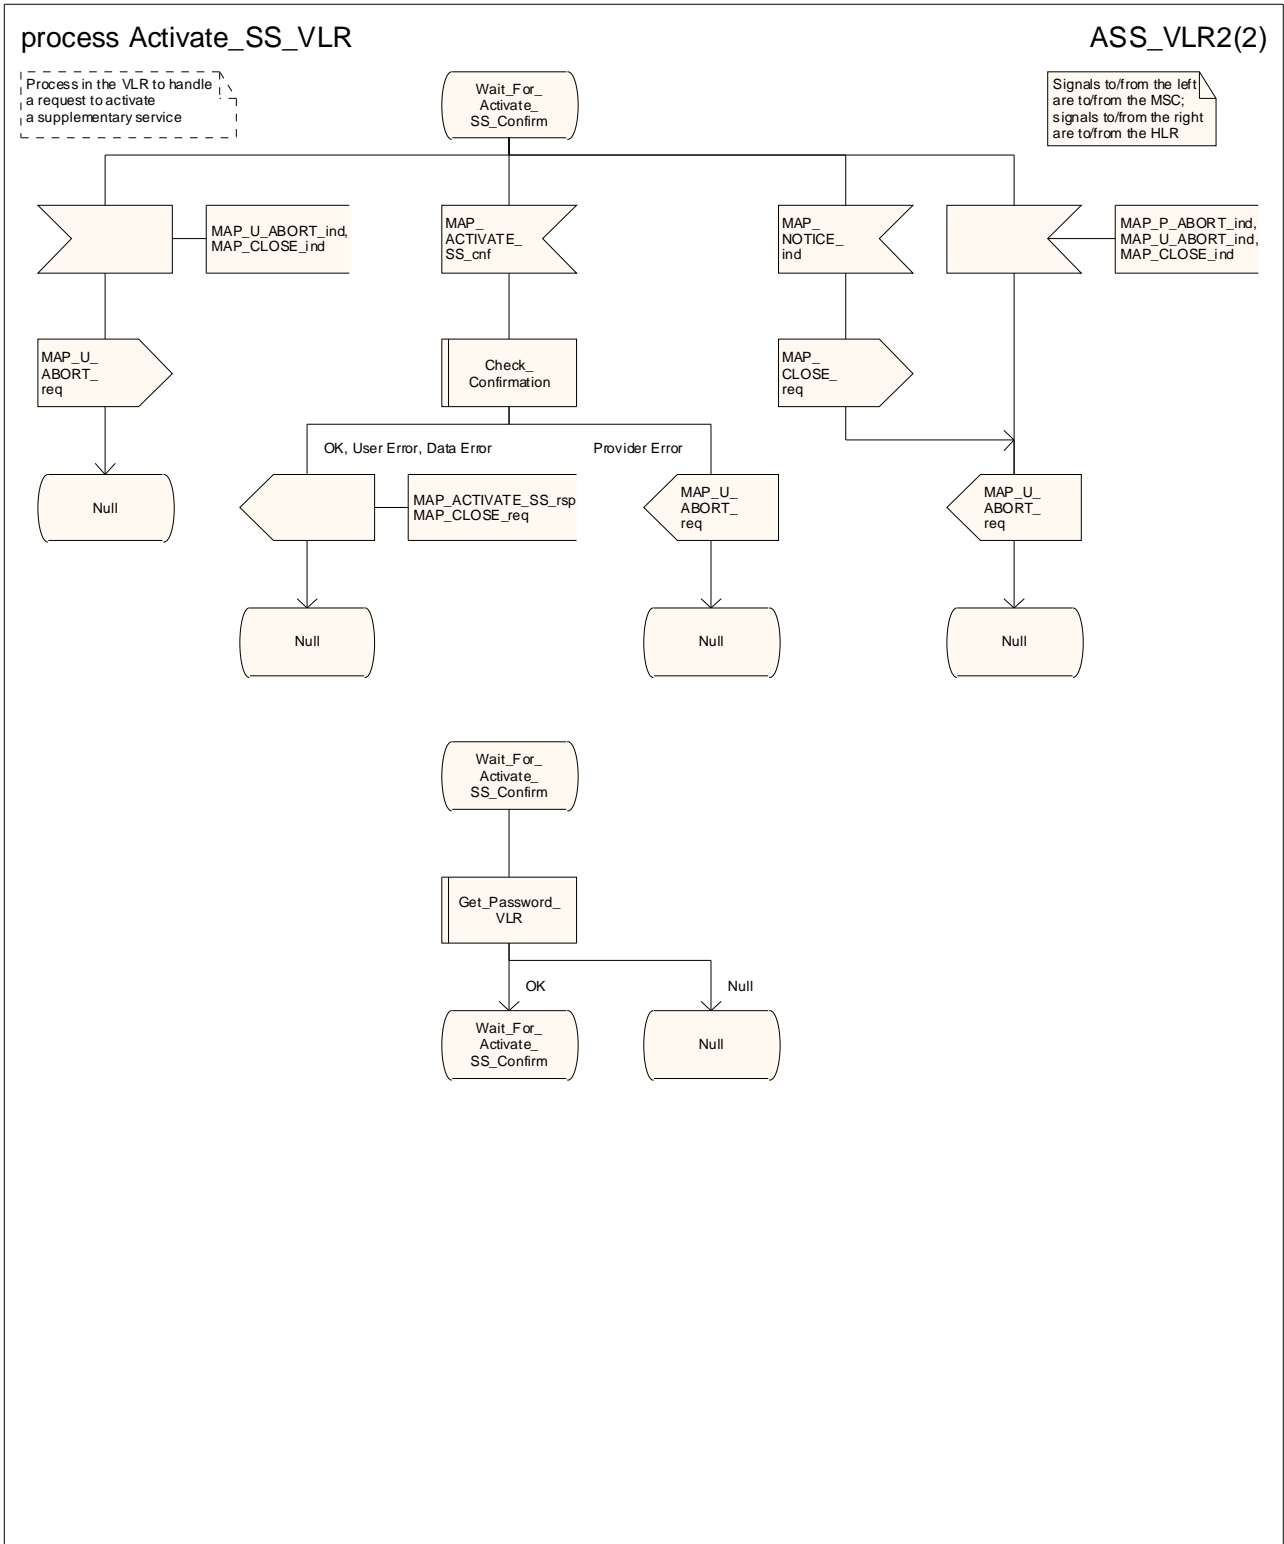 process Activate_SS_VLR
ASS_VLR2(2)
Process in the VLR to handle
a request to activate
a supplementary service
Wait_For_
Activate_
SS_Confirm
Signals to/from the left
are to/from the MSC;
signals to/from the right
are to/from the HLR
MAP_U_ABORT_ind,
MAP_CLOSE_ind
MAP_
ACTIVATE_
SS_cnf
MAP_
NOTICE_
ind
MAP_P_ABORT_ind,
MAP_U_ABORT_ind,
MAP_CLOSE_ind
MAP_U_
ABORT_
req
Check_
Confirmation
MAP_
CLOSE_
req
OK, User Error, Data Error
Provider Error
Null
MAP_ACTIVATE_SS_rsp
MAP_CLOSE_req
MAP_U_
ABORT_
req
MAP_U_
ABORT_
req
Null
Null
Null
Wait_For_
Activate_
SS_Confirm
Get_Password_
VLR
OK
Null
Wait_For_
Activate_
SS_Confirm
Null